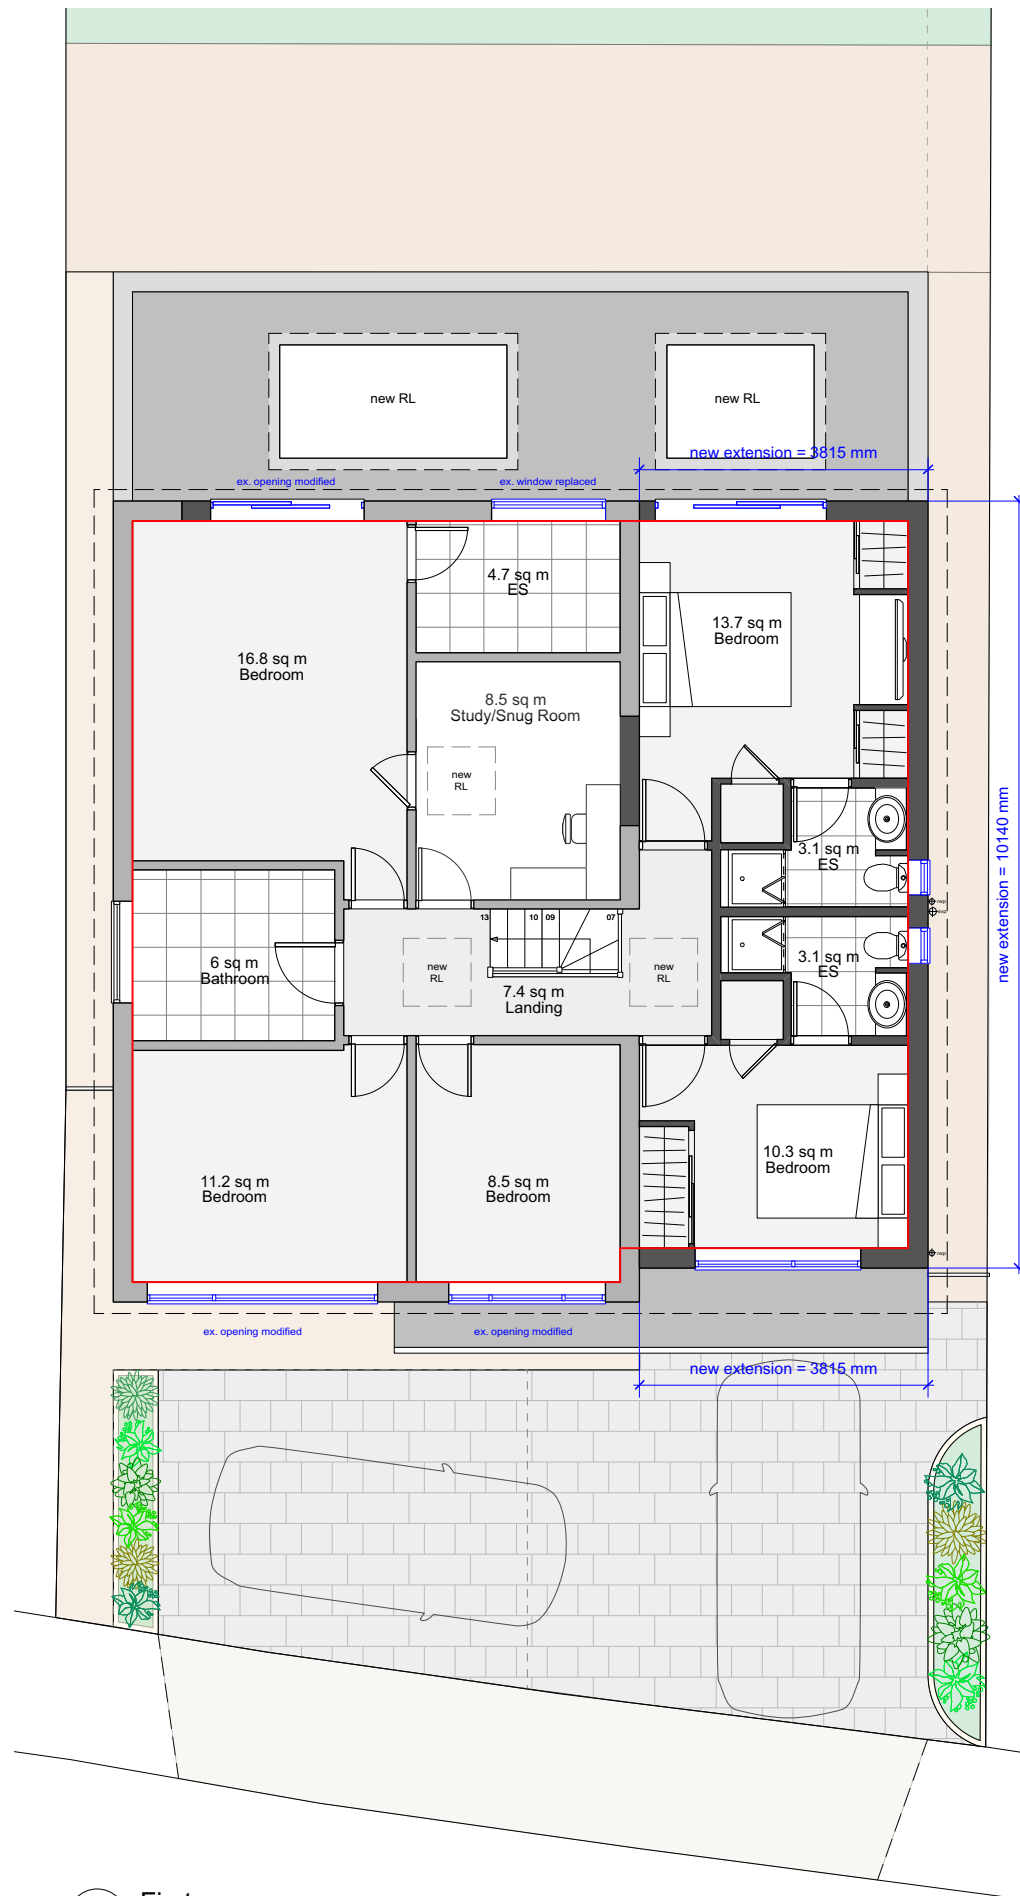 new RL
new RL
new extension = 3815 mm
ex. opening modified
ex. window replaced
4.7 sq m
ES
13.7 sq m
Bedroom
16.8 sq m
Bedroom
8.5 sq m
Study/Snug Room
new
RL
new extension = 10140 mm
3.1 sq m
ES
rwp
svp
13
10
09
07
6 sq m
Bathroom
new
RL
new
RL
3.1 sq m
ES
7.4 sq m
Landing
11.2 sq m
Bedroom
8.5 sq m
Bedroom
10.3 sq m
Bedroom
rwp
ex. opening modified
ex. opening modified
new extension = 3815 mm